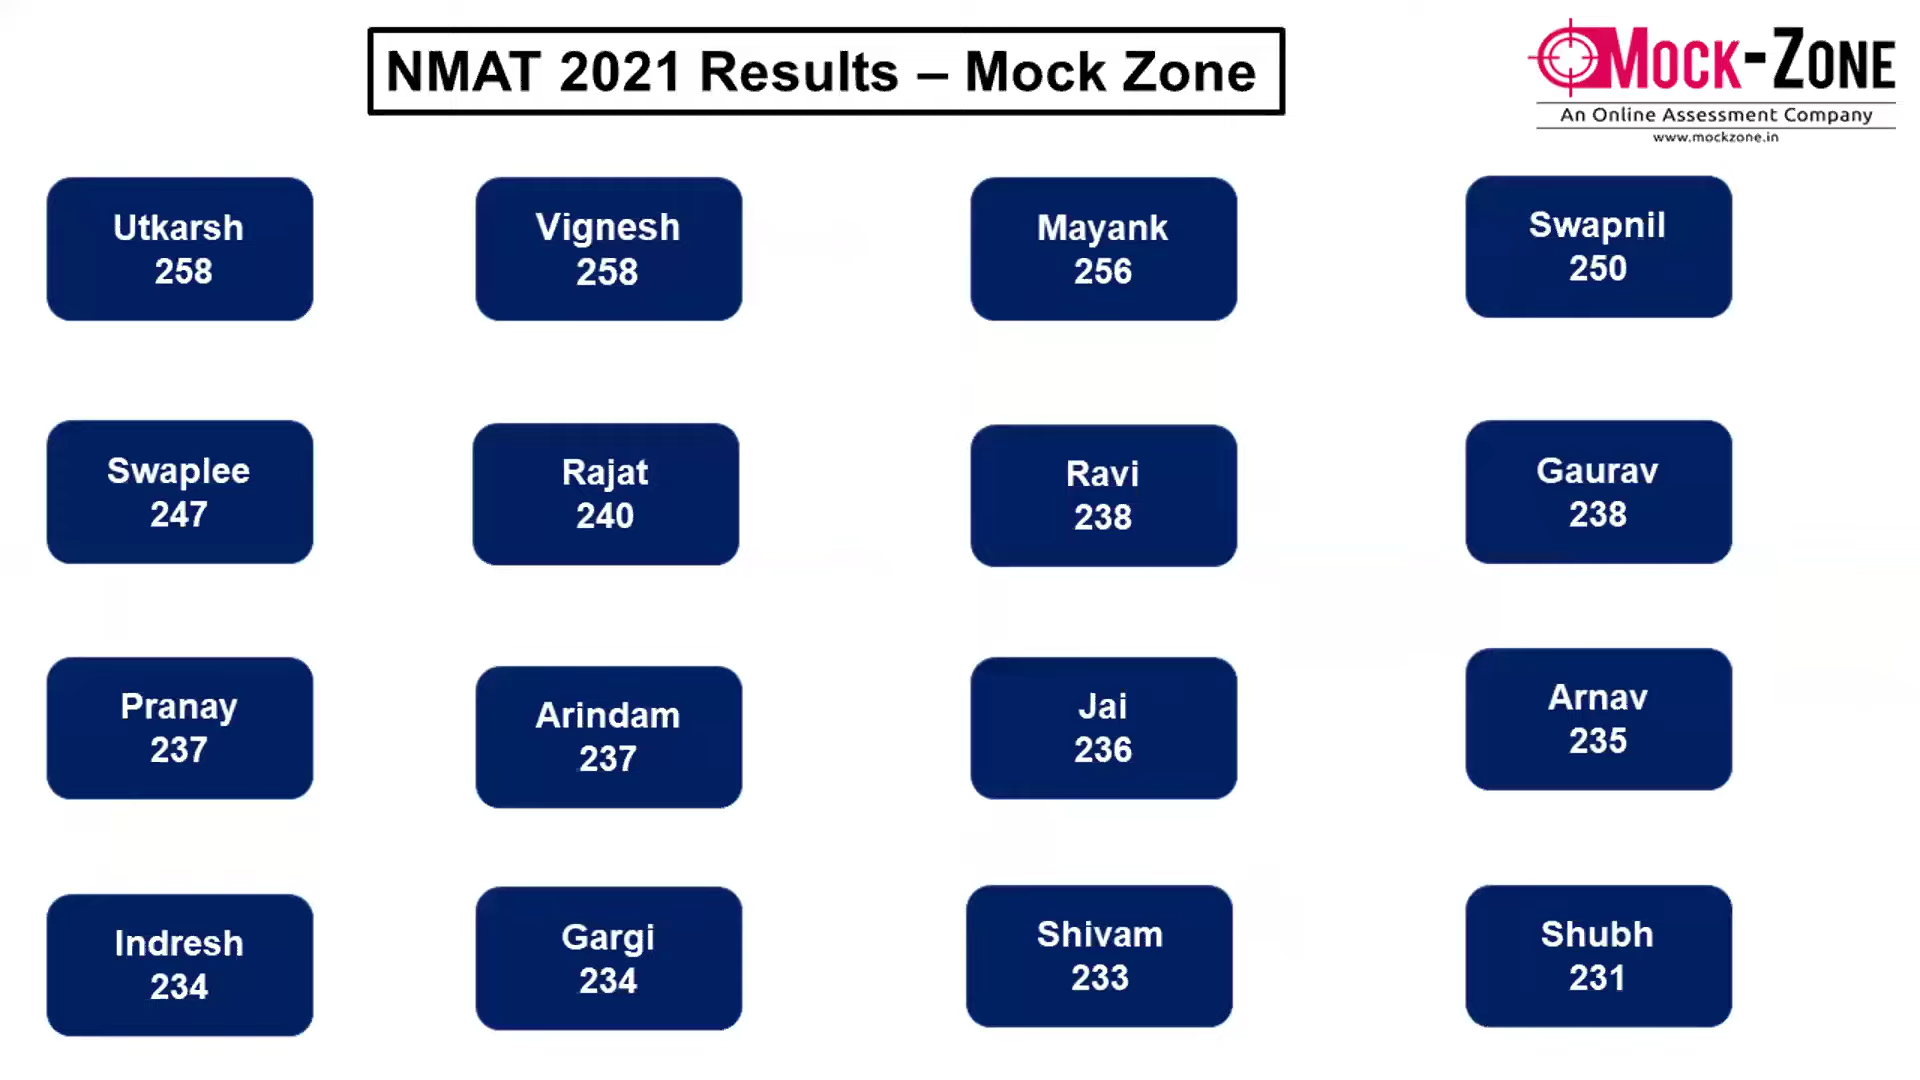 NMAT 2021 Results – Mock Zone
MOCK-ZONE
An Online Assessment Company
www.mockzone.in
Utkarsh
258
Vignesh
258
Mayank
256
Swapnil
250
Swaplee
247
Rajat
240
Ravi
238
Gaurav
238
Pranay
237
Arindam
237
Jai
236
Arnav
235
Indresh
234
Gargi
234
Shivam
233
Shubh
231